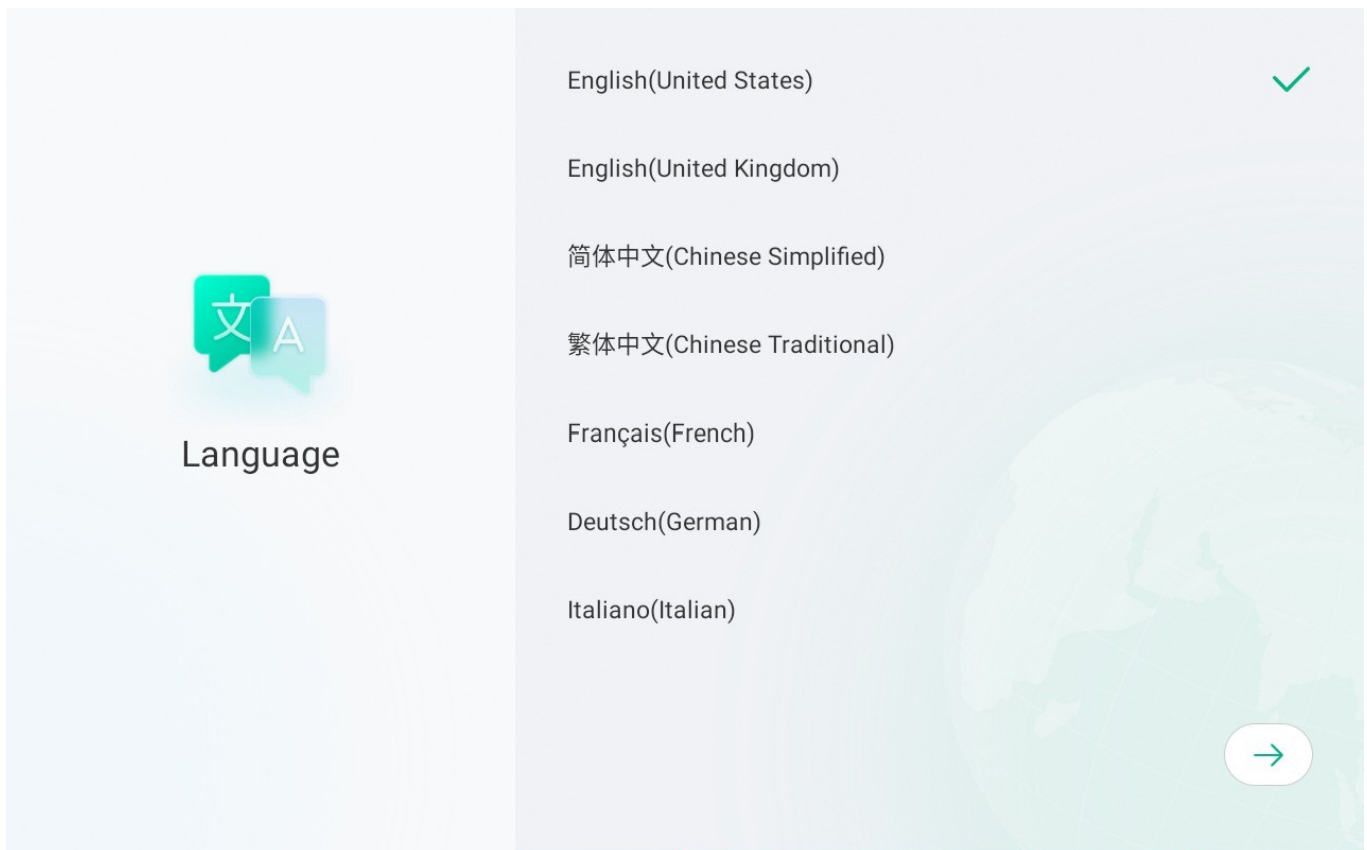 文 A
Language
English(United States)
English(United Kingdom)
简体中文(Chinese Simplified)
繁体中文(Chinese Traditional)
Français(French)
Deutsch(German)
Italiano(Italian)